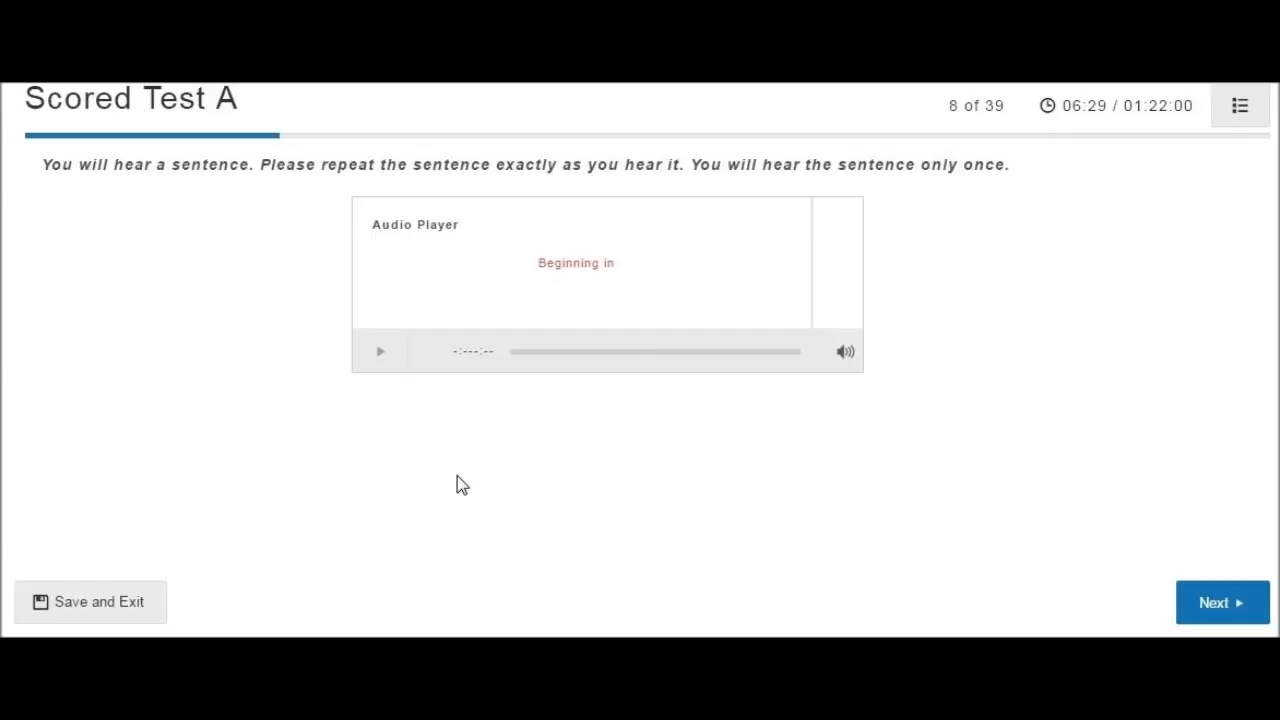 Scored Test A
8 of 39
06:29 / 01:22:00
You will hear a sentence. Please repeat the sentence exactly as you hear it. You will hear the sentence only once.
Audio Player
Beginning in
-:---:--
Save and Exit
Next